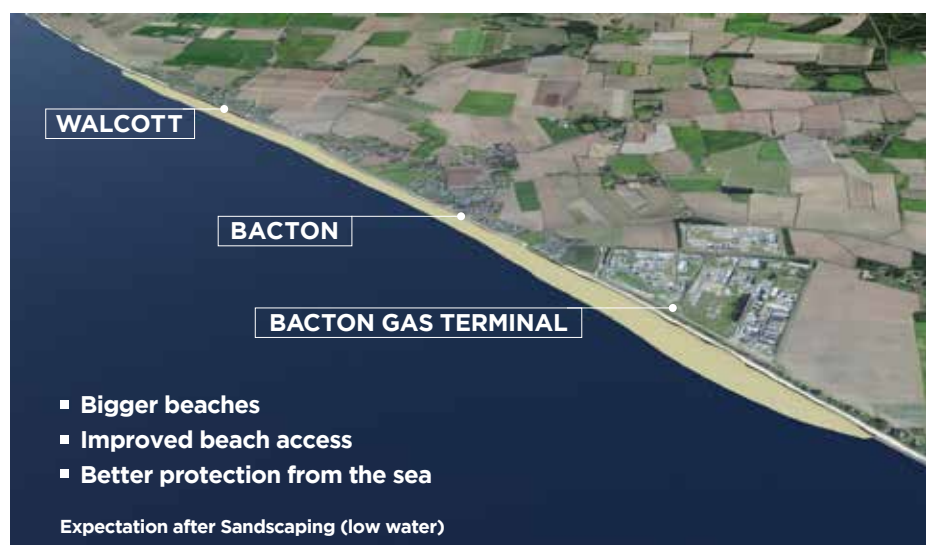 WALCOTT
BACTON
BACTON GAS TERMINAL
▪ Bigger beaches
▪ Improved beach access
▪ Better protection from the sea
Expectation after Sandscaping (low water)